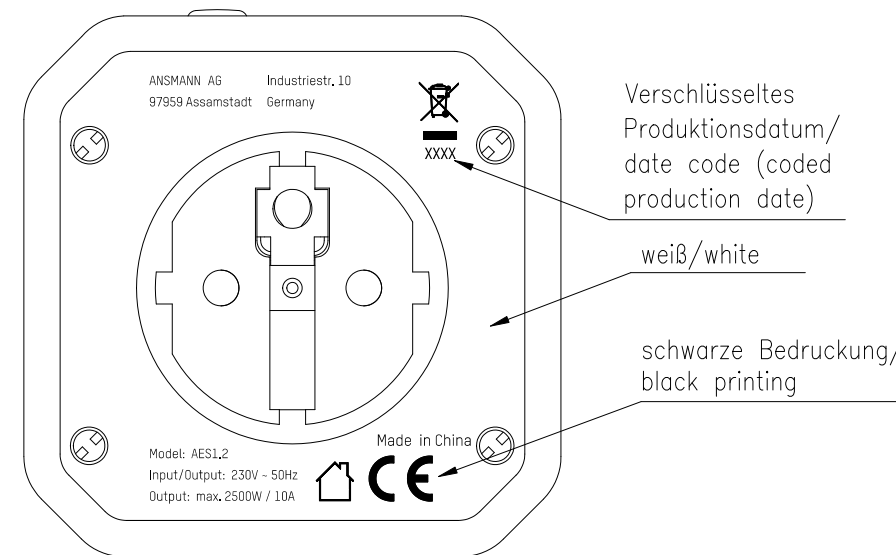 ANSMANN AG
97959 Assamstadt
Industriestr. 10
Germany
XXXX
Verschlüsseltes
Produktionsdatum/
date code (coded
production date)
weiß/white
schwarze Bedruckung/
black printing
Made in China
Model: AES1.2
Input/Output: 230V ~ 50Hz
Output: max. 2500W / 10A
CE